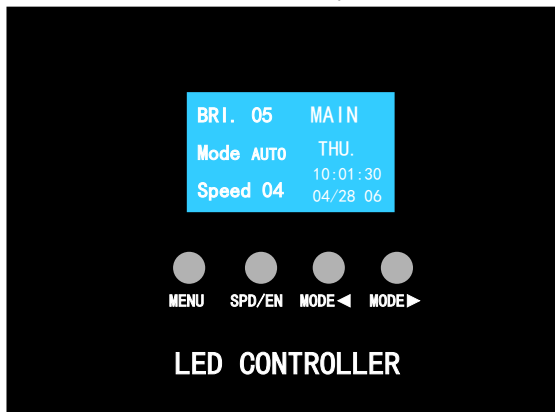 BRI. 05 MAIN
Mode AUTO THU.
10:01:30
Speed 04 04/28 06
MENU SPD/EN MODE◀ MODE▶
LED CONTROLLER